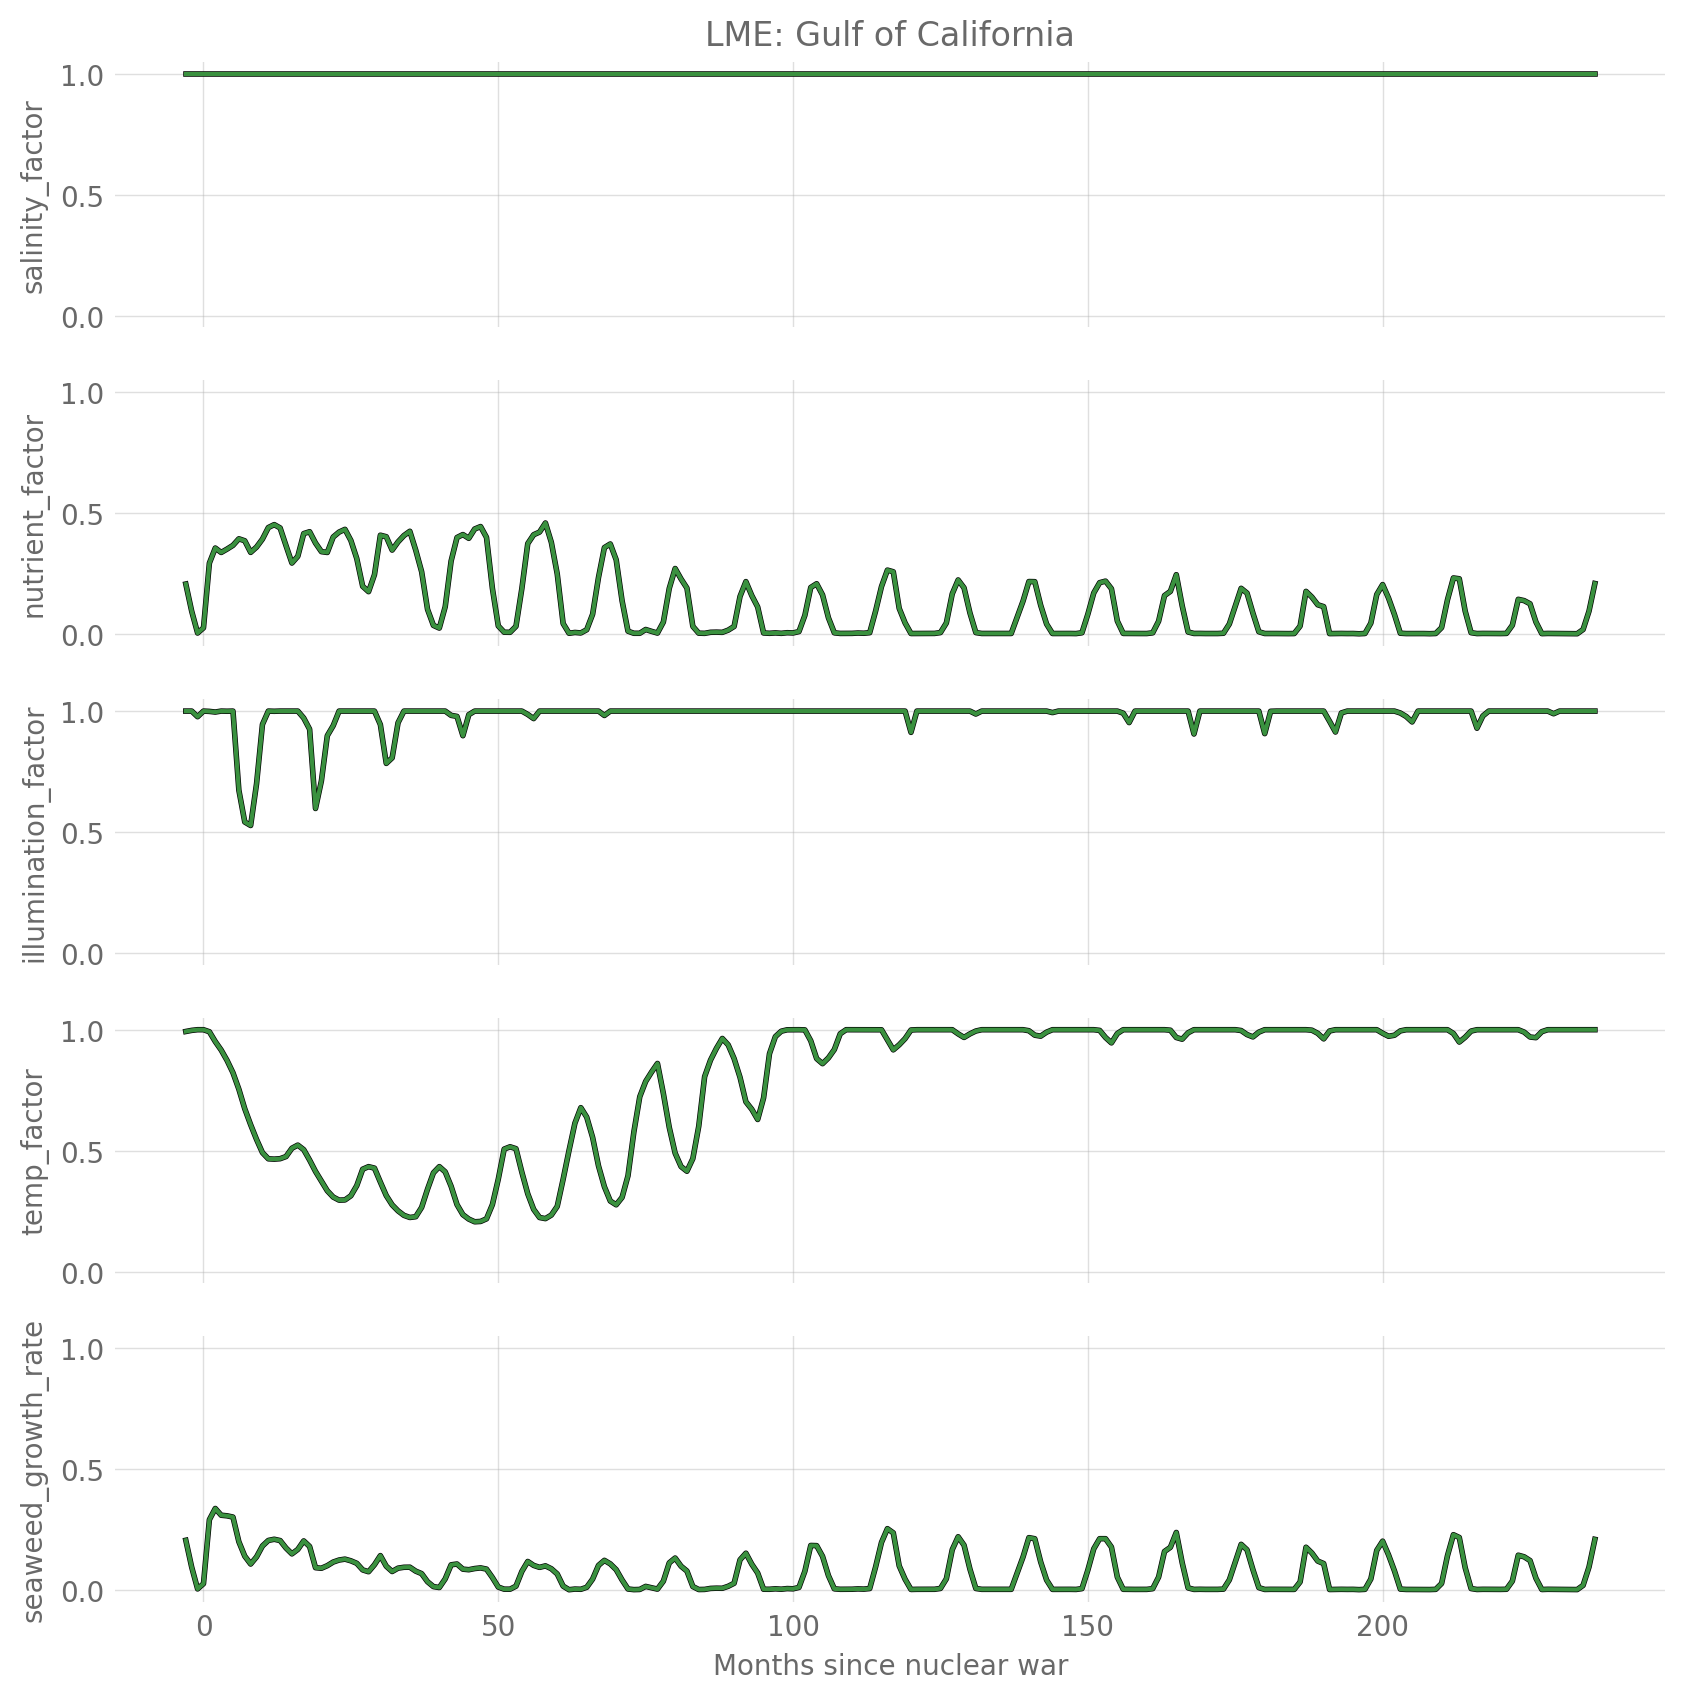 LME: Gulf of California
1.0
0.5
0.0
salinity_factor
1.0
0.5
0.0
nutrient_factor
1.0
0.5
0.0
illumination_factor
1.0
0.5
0.0
temp_factor
1.0
0.5
0.0
seaweed_growth_rate
0 50 100 150 200
Months since nuclear war